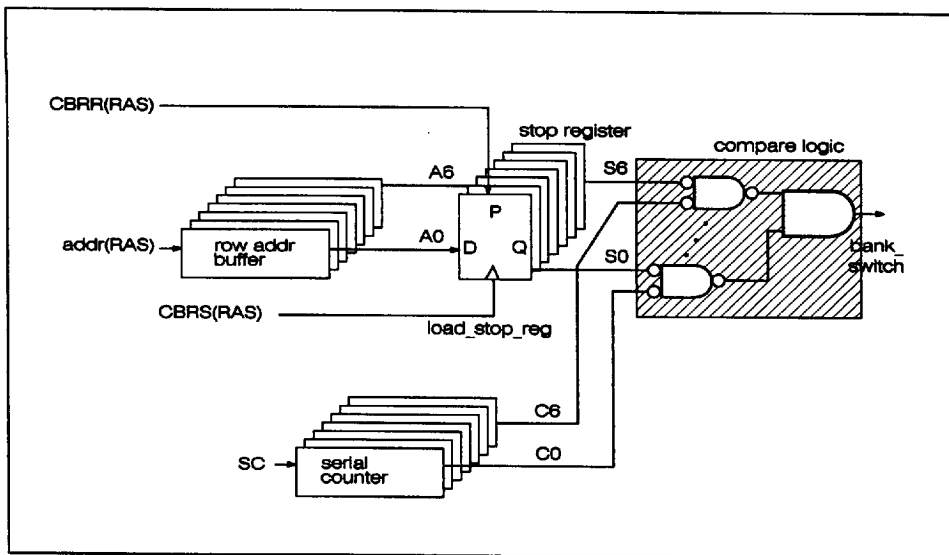 CBRR(RAS)
stop register
compare logic
A6
S6
P
addr(RAS)
row addr
buffer
A0
D
Q
S0
bank_
switch
CBRS(RAS)
load_stop_reg
C6
SC
serial
counter
C0